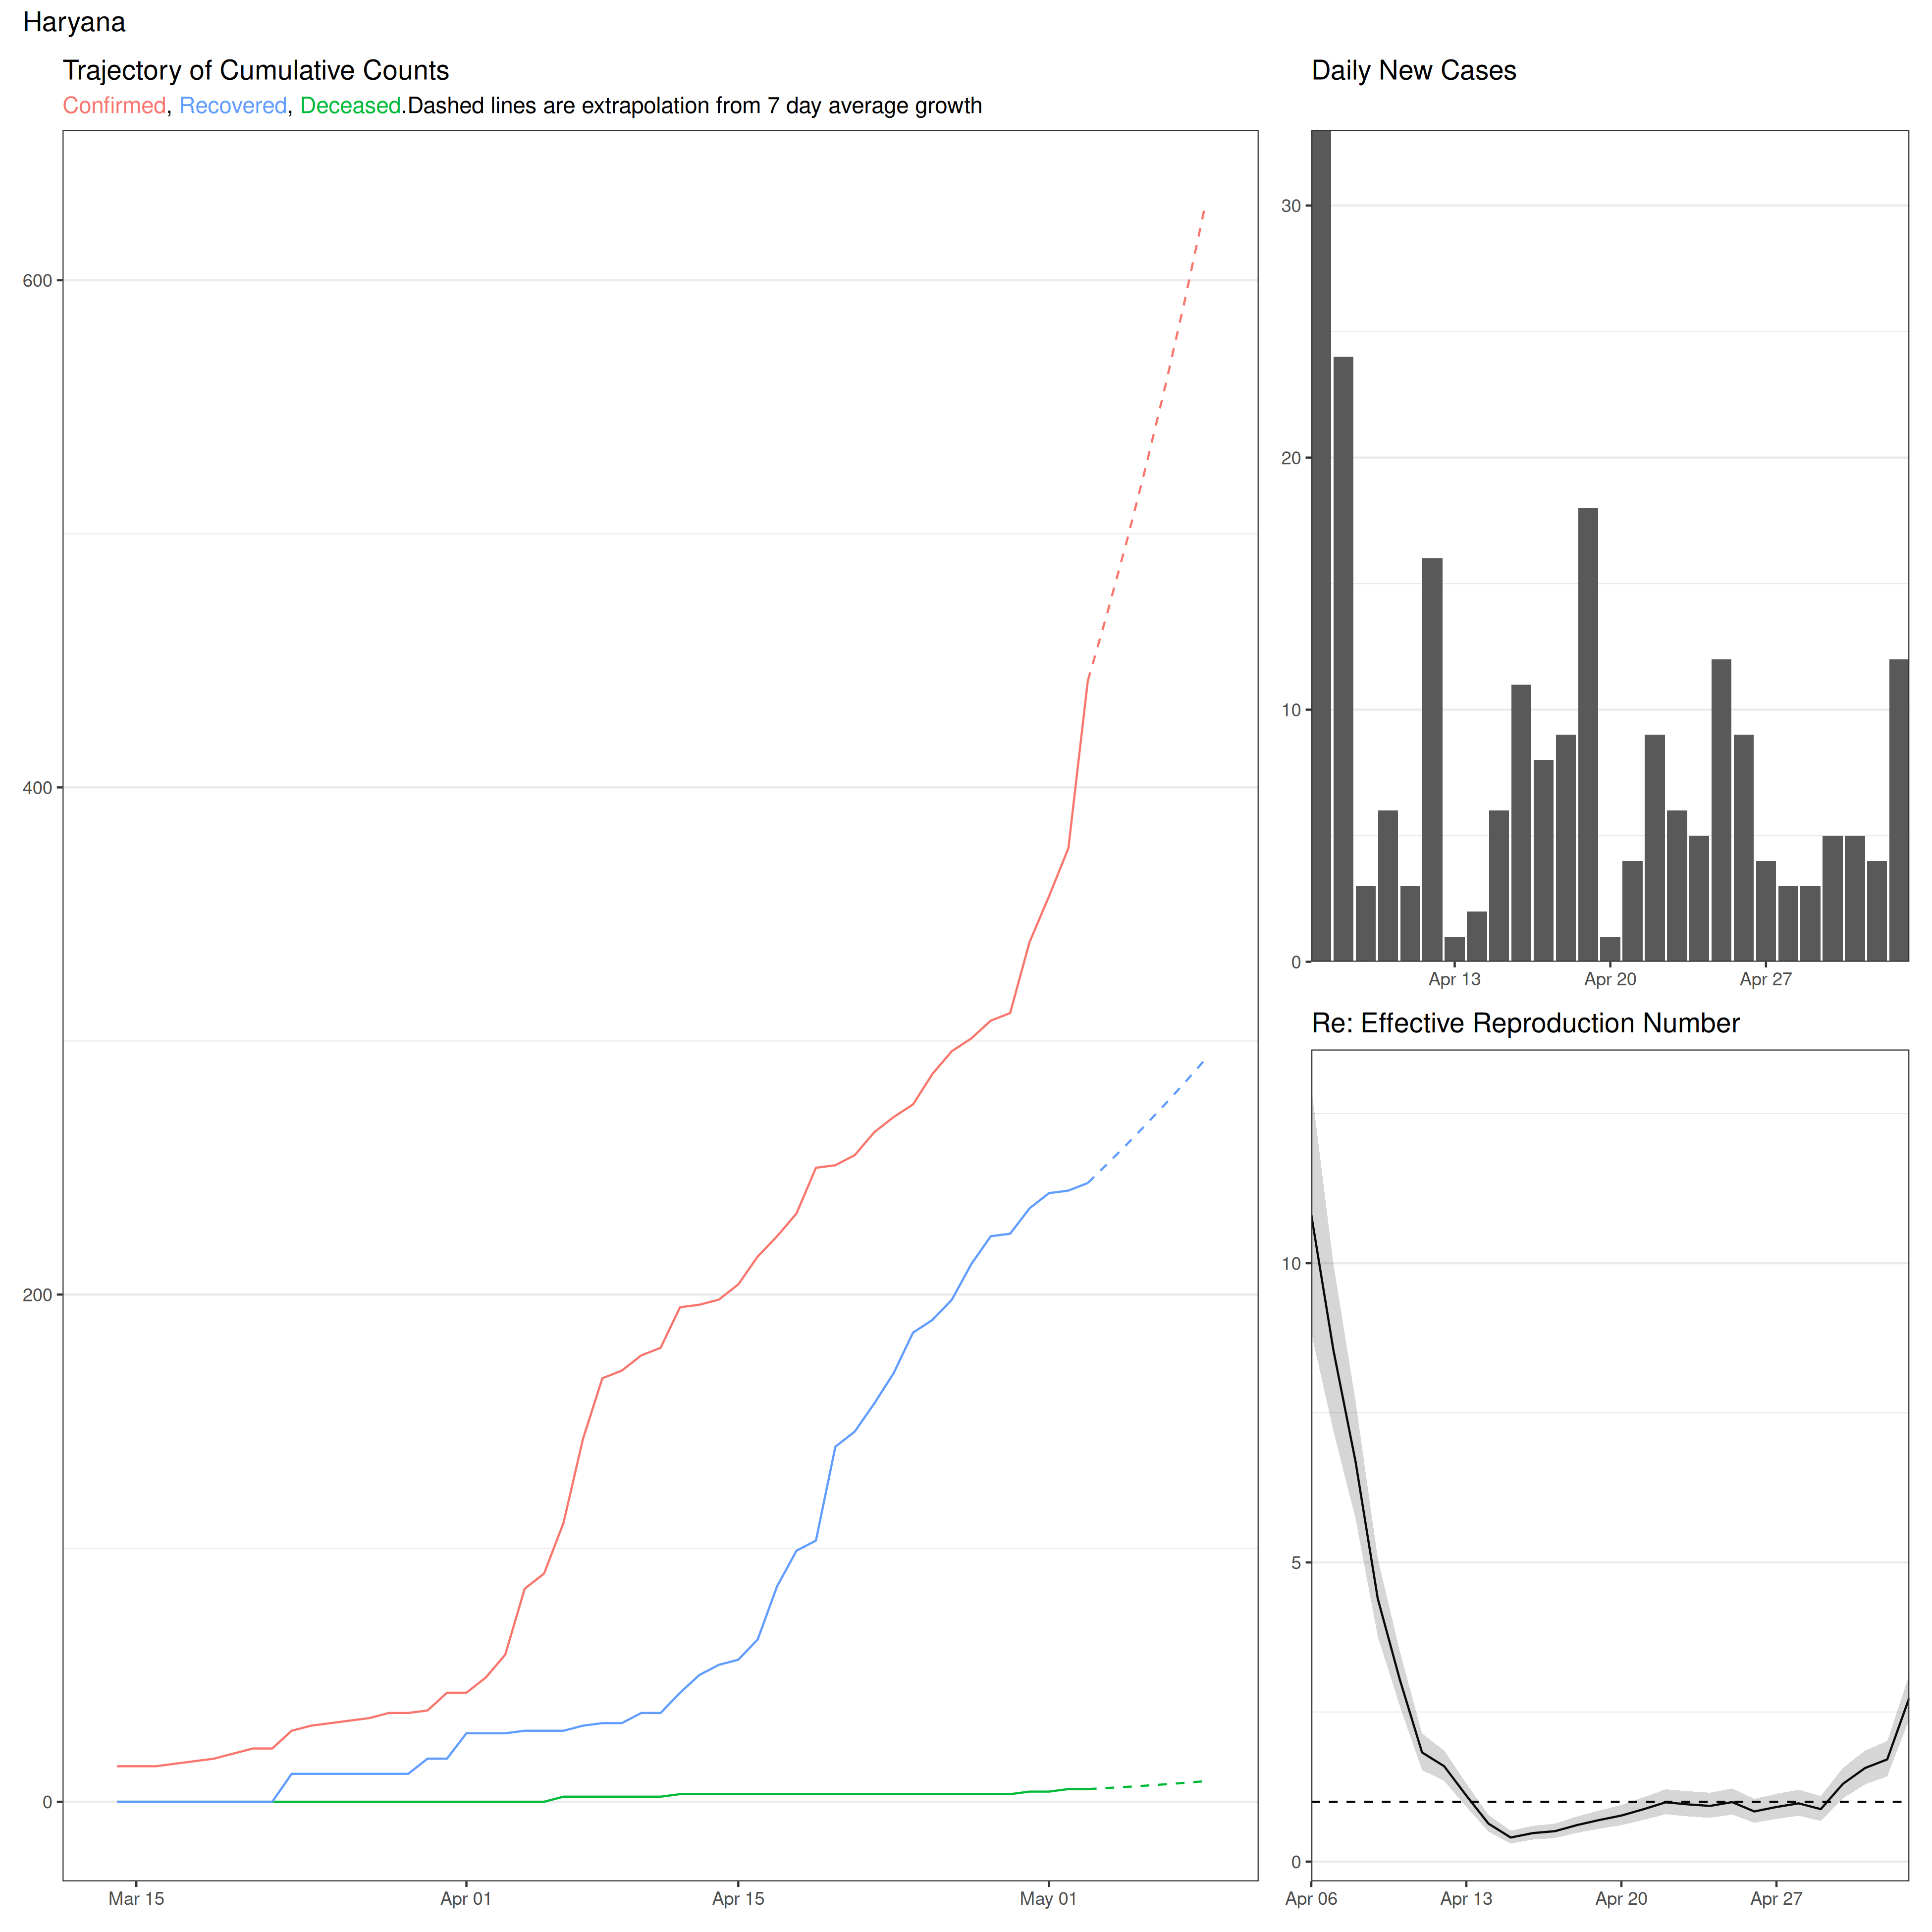 Haryana
Trajectory of Cumulative Counts
Confirmed, Recovered, Deceased.Dashed lines are extrapolation from 7 day average growth
600
400
200
0
Mar 15
Apr 01
Apr 15
May 01
Daily New Cases
30
20
10
0
Apr 13
Apr 20
Apr 27
Re: Effective Reproduction Number
10
5
0
Apr 06
Apr 13
Apr 20
Apr 27